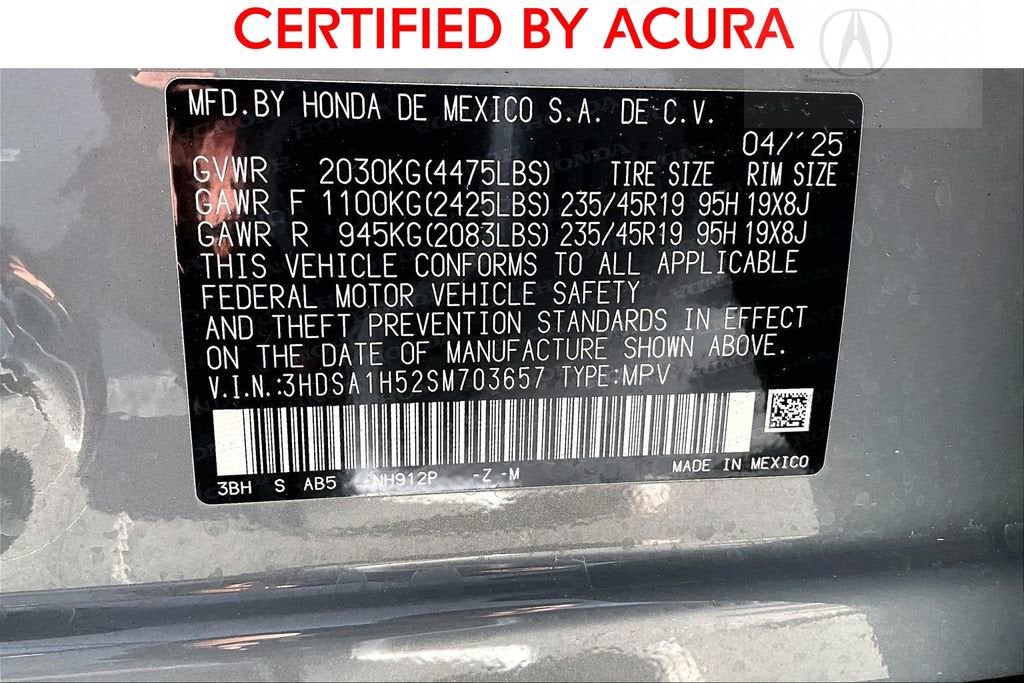 CERTIFIED BY ACURA
MFD.BY HONDA DE MEXICO S.A. DE C.V.
04/'25
GVWR 2030KG(4475LBS) TIRE SIZE RIM SIZE
GAWR F 1100KG(2425LBS) 235/45R19 95H 19X8J
GAWR R 945KG(2083LBS) 235/45R19 95H 19X8J
THIS VEHICLE CONFORMS TO ALL APPLICABLE
FEDERAL MOTOR VEHICLE SAFETY
AND THEFT PREVENTION STANDARDS IN EFFECT
ON THE DATE OF MANUFACTURE SHOWN ABOVE.
V.I.N.:3HDSA1H52SM703657 TYPE:MPV
3BH S AB5 NH912P -Z -M MADE IN MEXICO